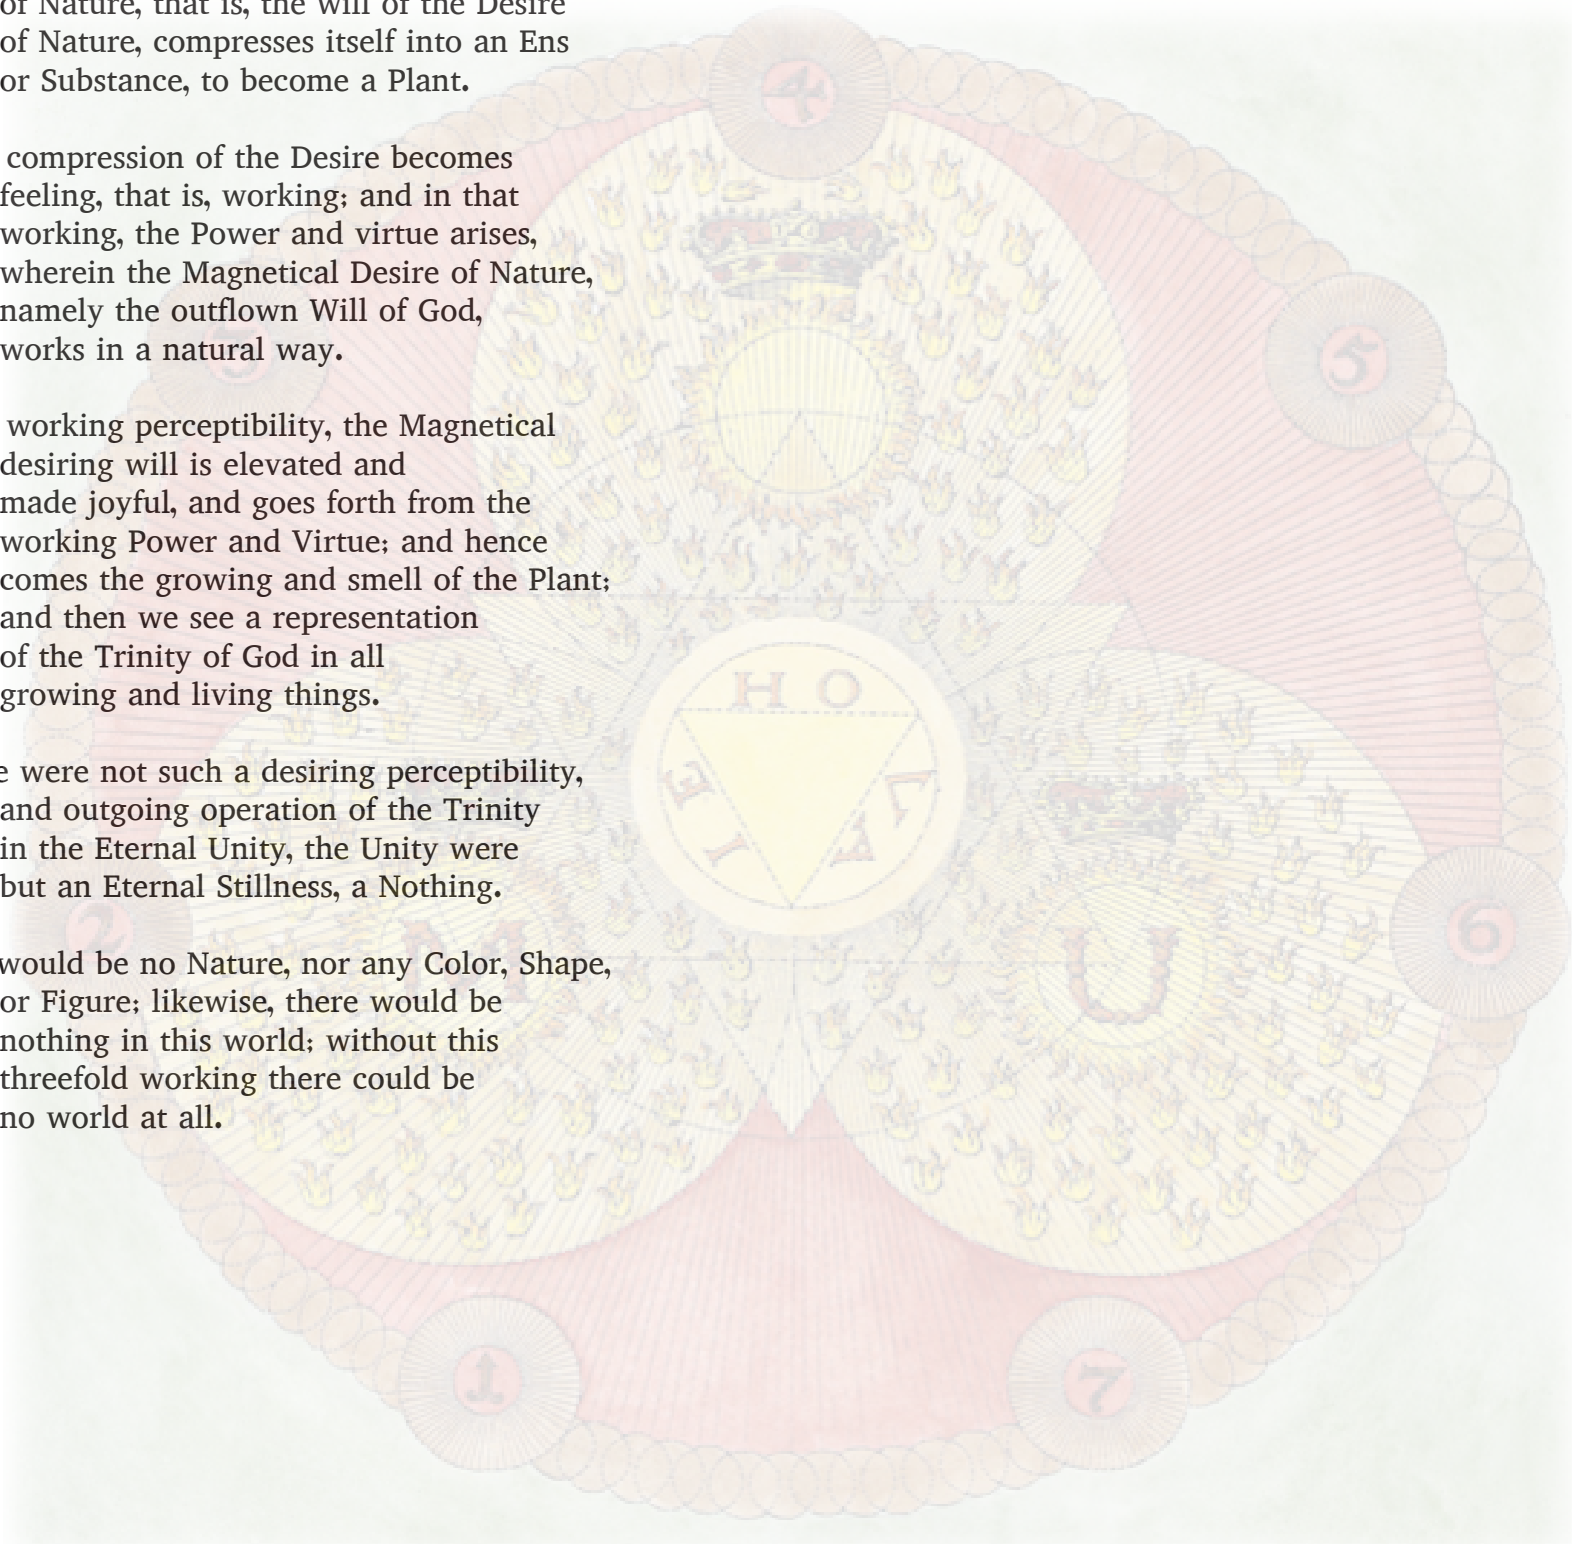 of Nature, that is, the will of the Desire
of Nature, compresses itself into an Ens
or Substance, to become a Plant.
compression of the Desire becomes
feeling, that is, working; and in that
working, the Power and virtue arises,
wherein the Magnetical Desire of Nature,
namely the outflown Will of God,
works in a natural way.
working perceptibility, the Magnetical
desiring will is elevated and
made joyful, and goes forth from the
working Power and Virtue; and hence
comes the growing and smell of the Plant;
and then we see a representation
of the Trinity of God in all
growing and living things.
were not such a desiring perceptibility,
and outgoing operation of the Trinity
in the Eternal Unity, the Unity were
but an Eternal Stillness, a Nothing.
would be no Nature, nor any Color, Shape,
or Figure; likewise, there would be
nothing in this world; without this
threefold working there could be
no world at all.
4
3
5
H O
L
E
I
E
2
M
U
6
1
7